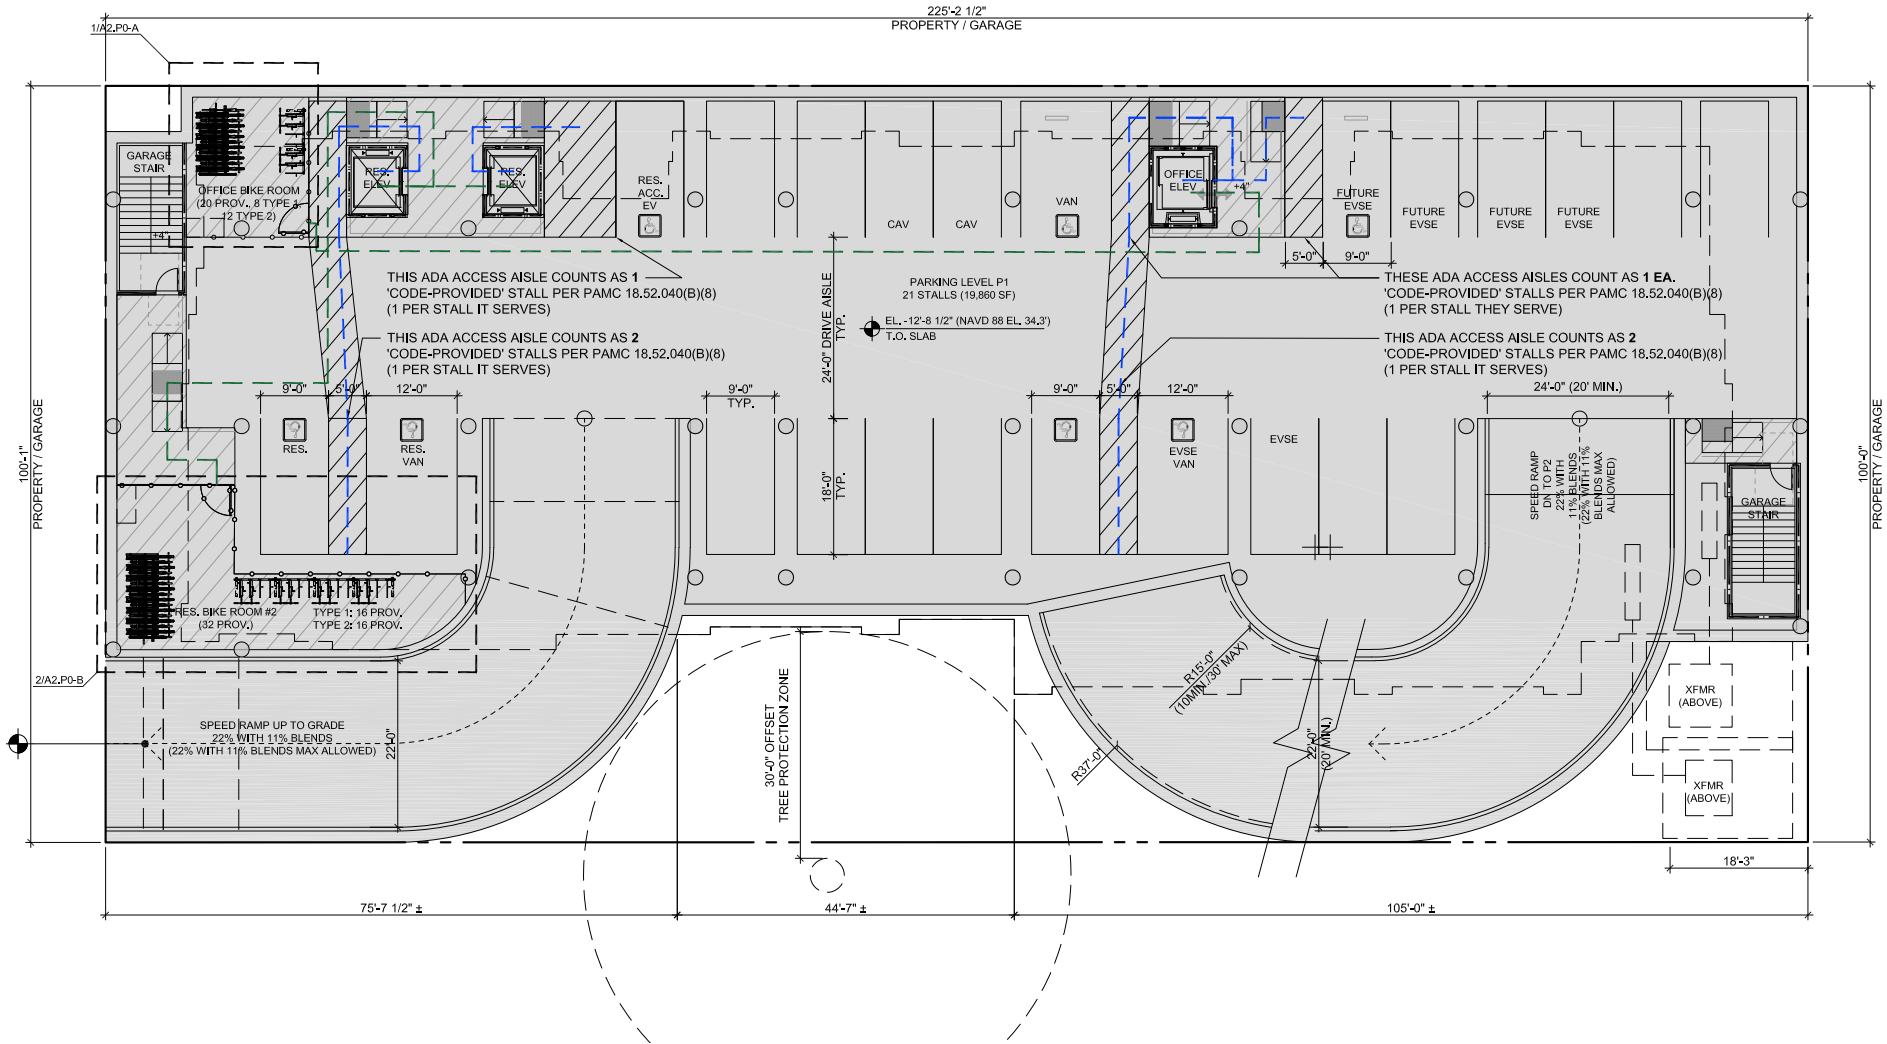 225'-2 1/2"
PROPERTY / GARAGE
1/A2.P0-A
GARAGE
STAIR
+4"
OFFICE BIKE ROOM
(20 PROV., 8 TYPE 1
12 TYPE 2)
RES.
ELEV
RES.
ELEV
RES.
ACC.
EV
CAV
CAV
VAN
OFFICE
ELEV
+4"
FUTURE
EVSE
FUTURE
EVSE
FUTURE
EVSE
FUTURE
EVSE
5'-0"
9'-0"
THIS ADA ACCESS AISLE COUNTS AS 1
'CODE-PROVIDED' STALL PER PAMC 18.52.040(B)(8)
(1 PER STALL IT SERVES)
THIS ADA ACCESS AISLE COUNTS AS 2
'CODE-PROVIDED' STALLS PER PAMC 18.52.040(B)(8)
(1 PER STALL IT SERVES)
24'-0" DRIVE AISLE
TYP.
PARKING LEVEL P1
21 STALLS (19,860 SF)
EL. -12'-8 1/2" (NAVD 88 EL. 34.3')
T.O. SLAB
THESE ADA ACCESS AISLES COUNT AS 1 EA.
'CODE-PROVIDED' STALLS PER PAMC 18.52.040(B)(8)
(1 PER STALL THEY SERVE)
THIS ADA ACCESS AISLE COUNTS AS 2
'CODE-PROVIDED' STALLS PER PAMC 18.52.040(B)(8)
(1 PER STALL IT SERVES)
9'-0"
5'-0"
12'-0"
9'-0"
TYP.
9'-0"
5'-0"
12'-0"
24'-0" (20' MIN.)
100'-1"
PROPERTY / GARAGE
100'-0"
PROPERTY / GARAGE
RES.
RES.
VAN
18'-0"
TYP.
EVSE
VAN
EVSE
SPEED RAMP
DN TO P2
22% WITH
11% BLENDS
(22% WITH 11%
BLENDS MAX
ALLOWED)
GARAGE
STAIR
RES. BIKE ROOM #2
(32 PROV.)
TYPE 1: 16 PROV.
TYPE 2: 16 PROV.
2/A2.P0-B
SPEED RAMP UP TO GRADE
22% WITH 11% BLENDS
(22% WITH 11% BLENDS MAX ALLOWED)
22'-0"
30'-0" OFFSET
TREE PROTECTION ZONE
R15'-0"
(10MIN./30' MAX)
R37'-0"
22'-0"
(20' MIN.)
XFMR
(ABOVE)
XFMR
(ABOVE)
18'-3"
75'-7 1/2" ±
44'-7" ±
105'-0" ±